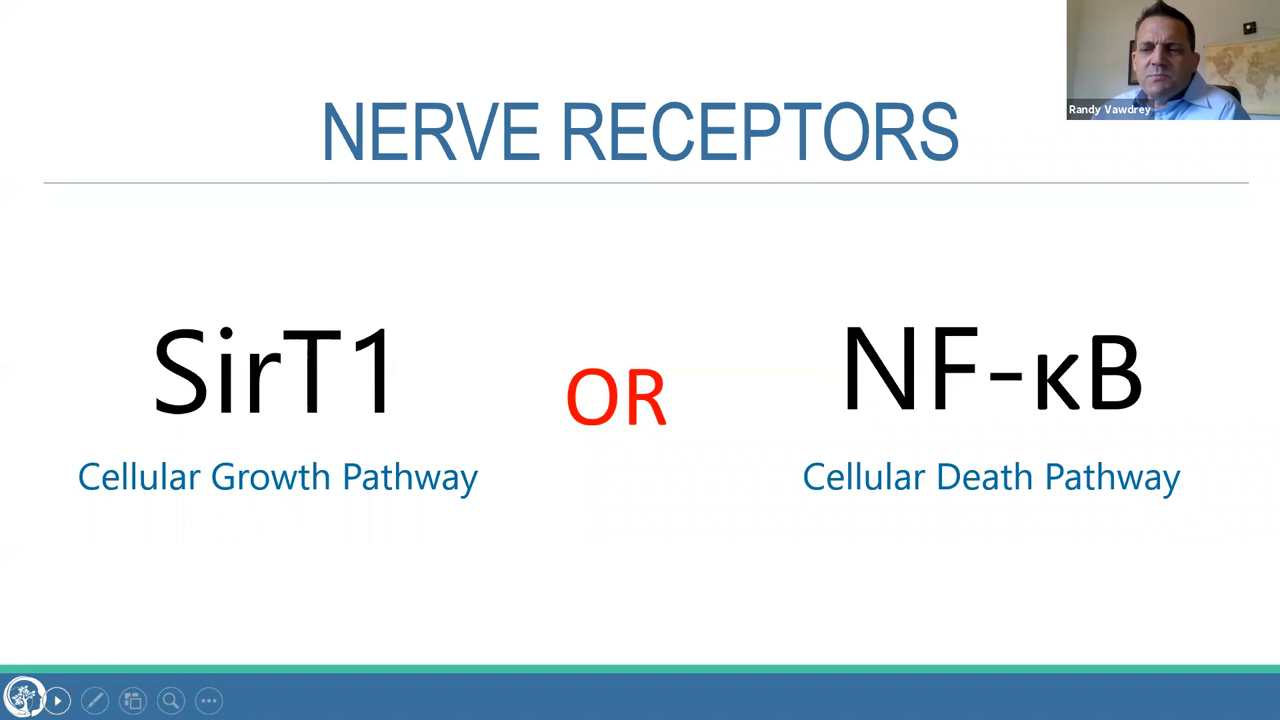 Randy Vawdrey
NERVE RECEPTORS
SirT1
OR
NF-κB
Cellular Growth Pathway
Cellular Death Pathway